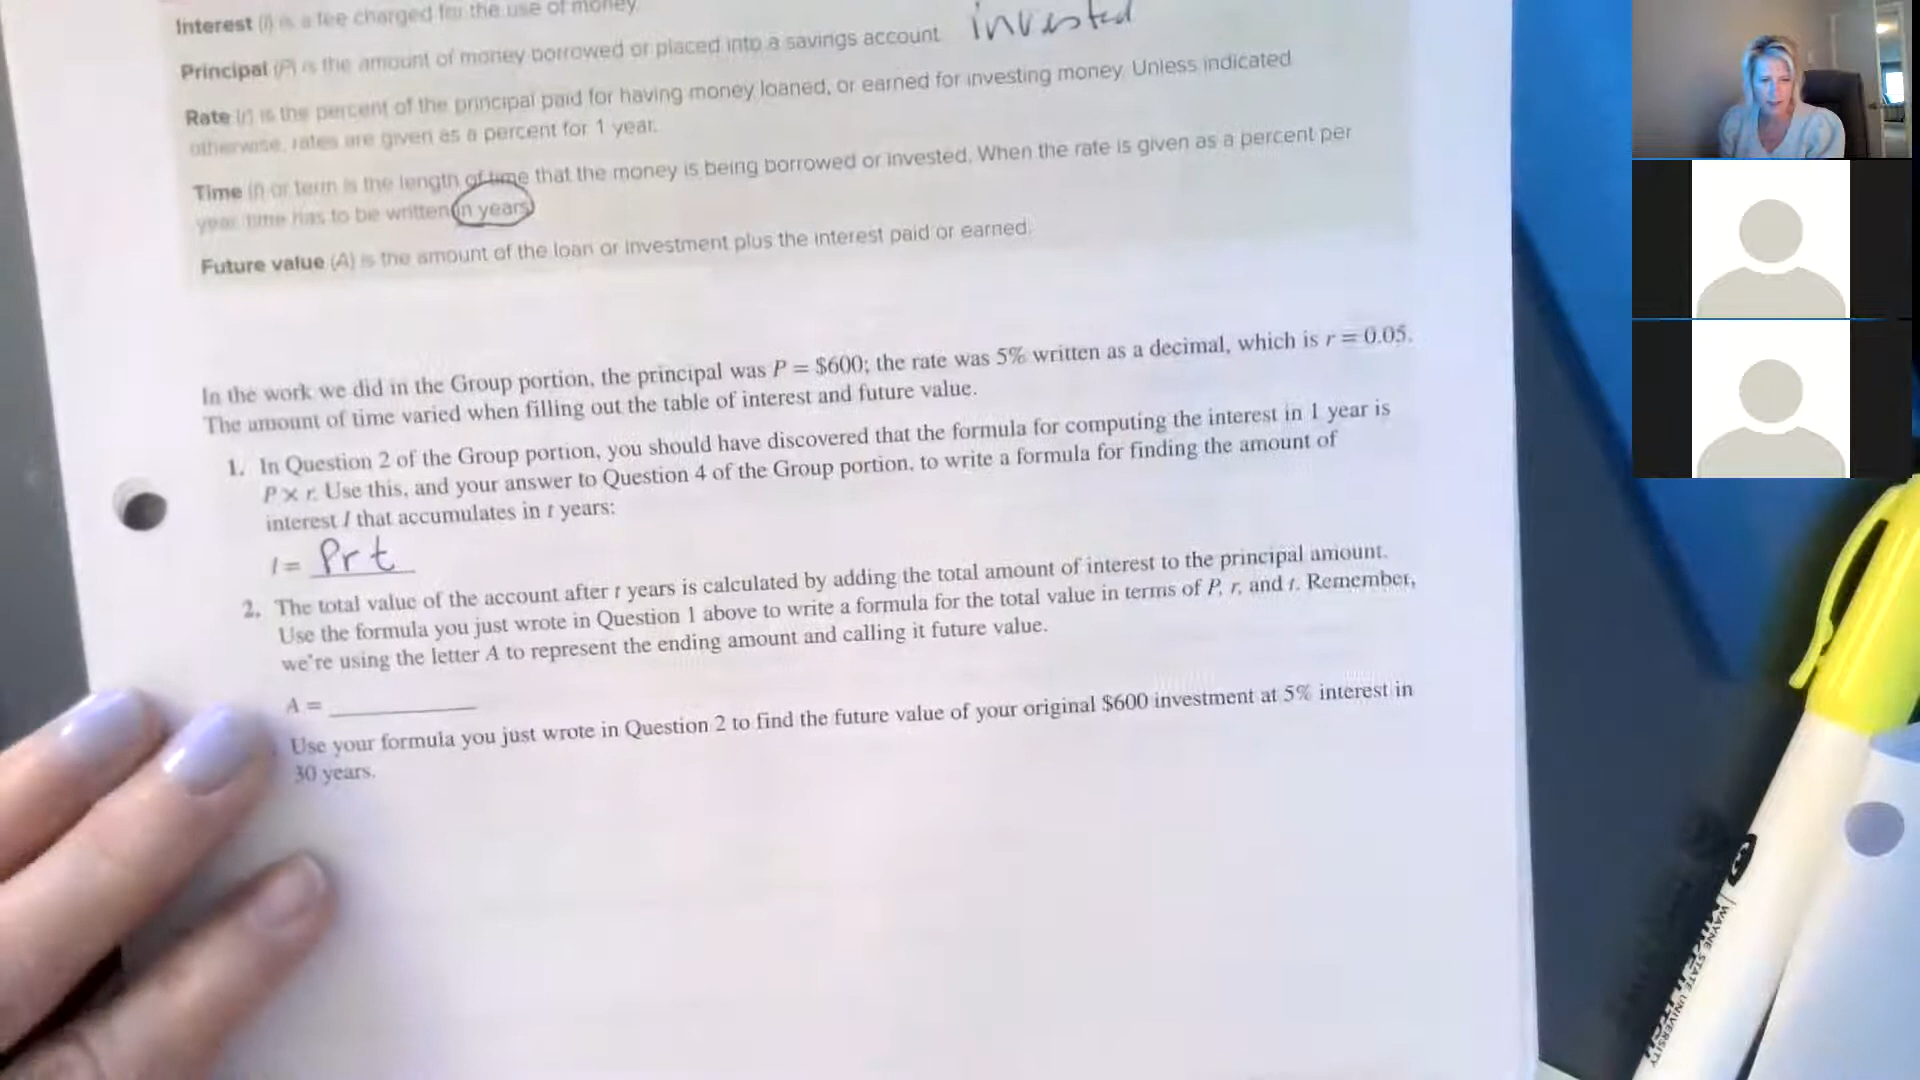 Interest (I) is a fee charged for the use of money.
invested
Principal (P) is the amount of money borrowed or placed into a savings account
Rate (r) is the percent of the principal paid for having money loaned, or earned for investing money. Unless indicated
otherwise, rates are given as a percent for 1 year.
Time (t) or term is the length of time that the money is being borrowed or invested. When the rate is given as a percent per
year, time has to be written in years.
Future value (A) is the amount of the loan or investment plus the interest paid or earned.
In the work we did in the Group portion, the principal was P = $600; the rate was 5% written as a decimal, which is r = 0.05.
The amount of time varied when filling out the table of interest and future value.
1. In Question 2 of the Group portion, you should have discovered that the formula for computing the interest in 1 year is
P × r. Use this, and your answer to Question 4 of the Group portion, to write a formula for finding the amount of
interest I that accumulates in t years:
I = Prt
2. The total value of the account after t years is calculated by adding the total amount of interest to the principal amount.
Use the formula you just wrote in Question 1 above to write a formula for the total value in terms of P, r, and t. Remember,
we're using the letter A to represent the ending amount and calling it future value.
A = __________
Use your formula you just wrote in Question 2 to find the future value of your original $600 investment at 5% interest in
30 years.
WAYNE STATE UNIVERSITY